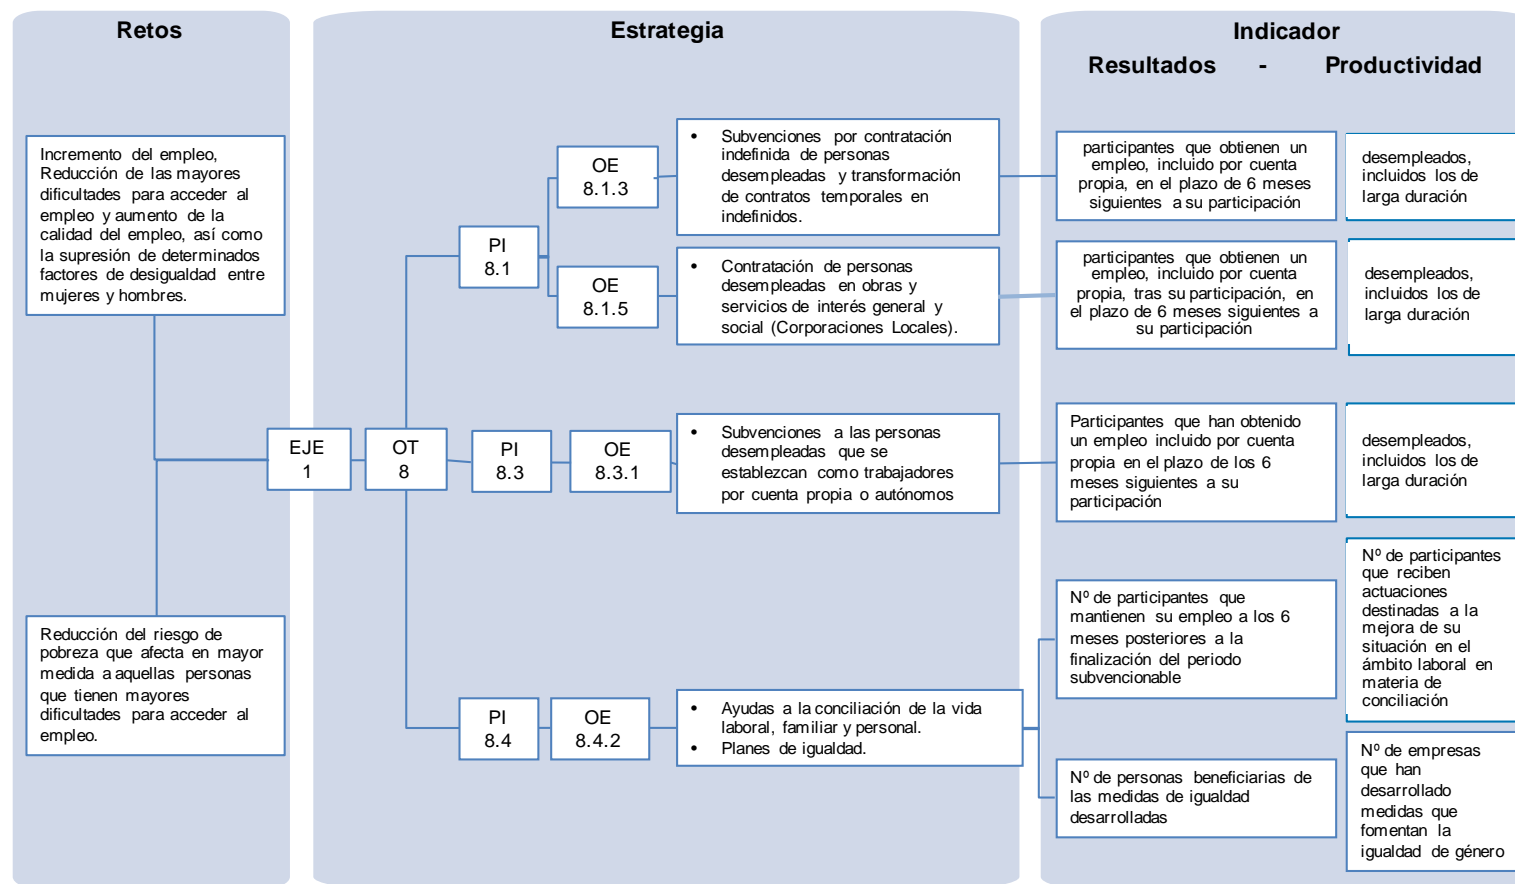 Retos
Estrategia
Indicador
Resultados - Productividad
Incremento del empleo,
Reducción de las mayores
dificultades para acceder al
empleo y aumento de la
calidad del empleo, así como
la supresión de determinados
factores de desigualdad entre
mujeres y hombres.
Reducción del riesgo de
pobreza que afecta en mayor
medida a aquellas personas
que tienen mayores
dificultades para acceder al
empleo.
EJE
1
OT
8
PI
8.1
OE
8.1.3
• Subvenciones por contratación
indefinida de personas
desempleadas y transformación
de contratos temporales en
indefinidos.
participantes que obtienen un
empleo, incluido por cuenta
propia, en el plazo de 6 meses
siguientes a su participación
desempleados,
incluidos los de
larga duración
OE
8.1.5
• Contratación de personas
desempleadas en obras y
servicios de interés general y
social (Corporaciones Locales).
participantes que obtienen un
empleo, incluido por cuenta
propia, tras su participación, en
el plazo de 6 meses siguientes a
su participación
desempleados,
incluidos los de
larga duración
PI
8.3
OE
8.3.1
• Subvenciones a las personas
desempleadas que se
establezcan como trabajadores
por cuenta propia o autónomos
Participantes que han obtenido
un empleo incluido por cuenta
propia en el plazo de los 6
meses siguientes a su
participación
desempleados,
incluidos los de
larga duración
PI
8.4
OE
8.4.2
• Ayudas a la conciliación de la vida
laboral, familiar y personal.
• Planes de igualdad.
Nº de participantes que
mantienen su empleo a los 6
meses posteriores a la
finalización del periodo
subvencionable
Nº de participantes
que reciben
actuaciones
destinadas a la
mejora de su
situación en el
ámbito laboral en
materia de
conciliación
Nº de personas beneficiarias de
las medidas de igualdad
desarrolladas
Nº de empresas
que han
desarrollado
medidas que
fomentan la
igualdad de género